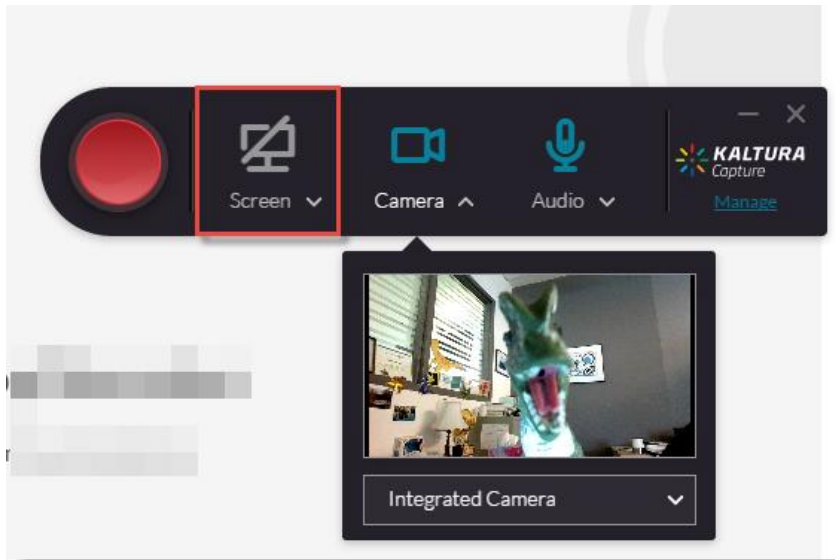 Screen
Camera
Audio
KALTURA
Capture
Manage
Integrated Camera